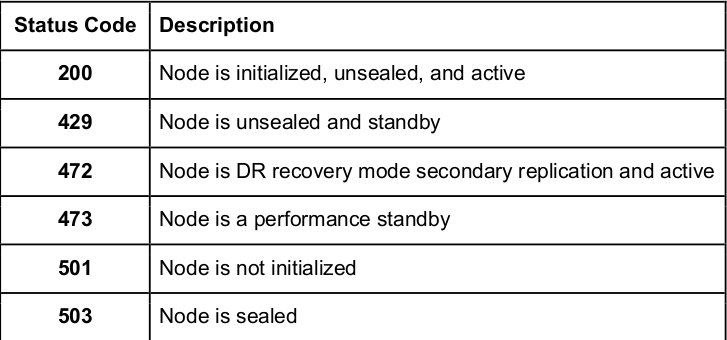 Status Code Description
200 Node is initialized, unsealed, and active
429 Node is unsealed and standby
472 Node is DR recovery mode secondary replication and active
473 Node is a performance standby
501 Node is not initialized
503 Node is sealed